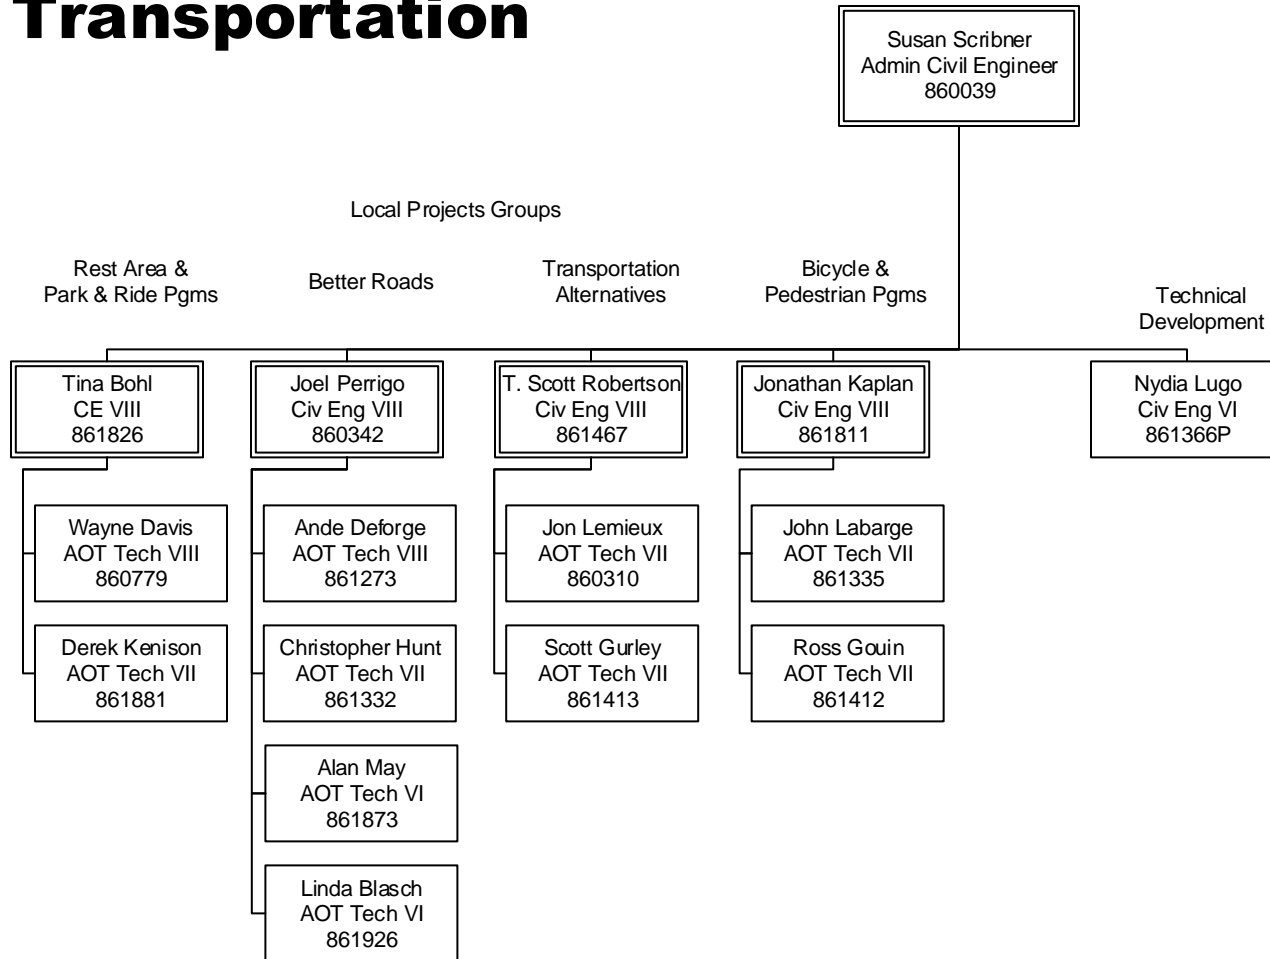 Transportation
Susan Scribner
Admin Civil Engineer
860039
Local Projects Groups
Rest Area &
Park & Ride Pgms
Better Roads
Transportation
Alternatives
Bicycle &
Pedestrian Pgms
Technical
Development
Tina Bohl
CE VIII
861826
Joel Perrigo
Civ Eng VIII
860342
T. Scott Robertson
Civ Eng VIII
861467
Jonathan Kaplan
Civ Eng VIII
861811
Nydia Lugo
Civ Eng VI
861366P
Wayne Davis
AOT Tech VIII
860779
Ande Deforge
AOT Tech VIII
861273
Jon Lemieux
AOT Tech VII
860310
John Labarge
AOT Tech VII
861335
Derek Kenison
AOT Tech VII
861881
Christopher Hunt
AOT Tech VII
861332
Scott Gurley
AOT Tech VII
861413
Ross Gouin
AOT Tech VII
861412
Alan May
AOT Tech VI
861873
Linda Blasch
AOT Tech VI
861926